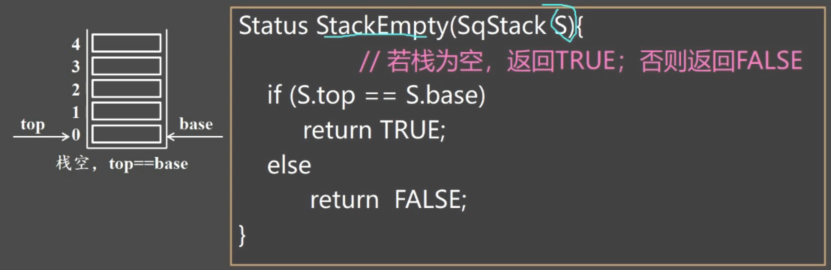 4
3
2
1
top
0
base
栈空，top==base
Status StackEmpty(SqStack S){
// 若栈为空，返回TRUE；否则返回FALSE
if (S.top == S.base)
return TRUE;
else
return FALSE;
}